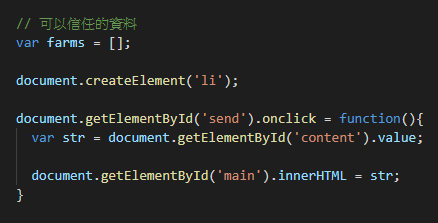 // 可以信任的資料
var farms = [];
document.createElement('li');
document.getElementById('send').onclick = function(){
var str = document.getElementById('content').value;
document.getElementById('main').innerHTML = str;
}